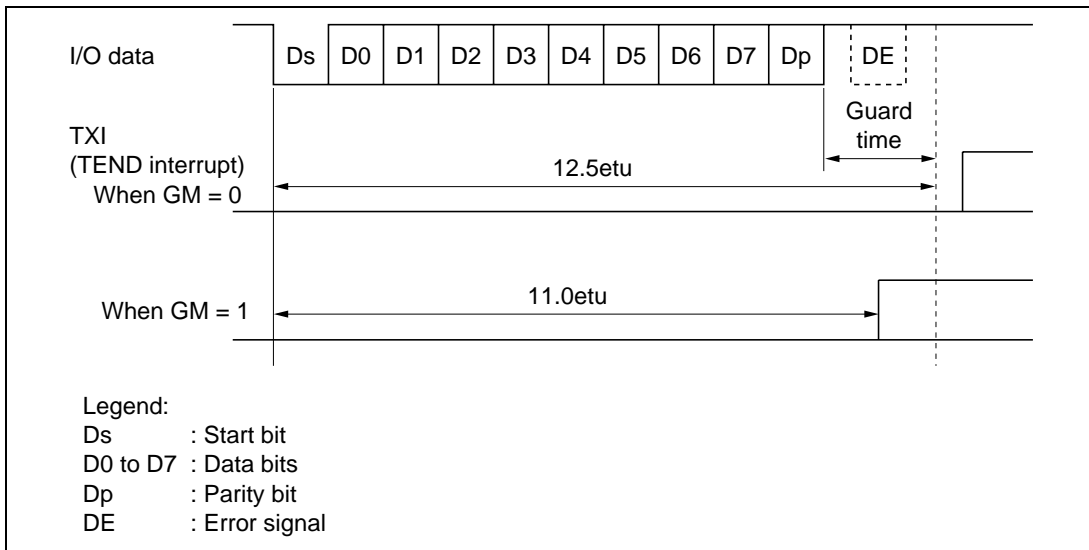 I/O data
Ds D0 D1 D2 D3 D4 D5 D6 D7 Dp DE
Guard
time
TXI
(TEND interrupt)
When GM = 0
12.5etu
When GM = 1
11.0etu
Legend:
Ds : Start bit
D0 to D7 : Data bits
Dp : Parity bit
DE : Error signal